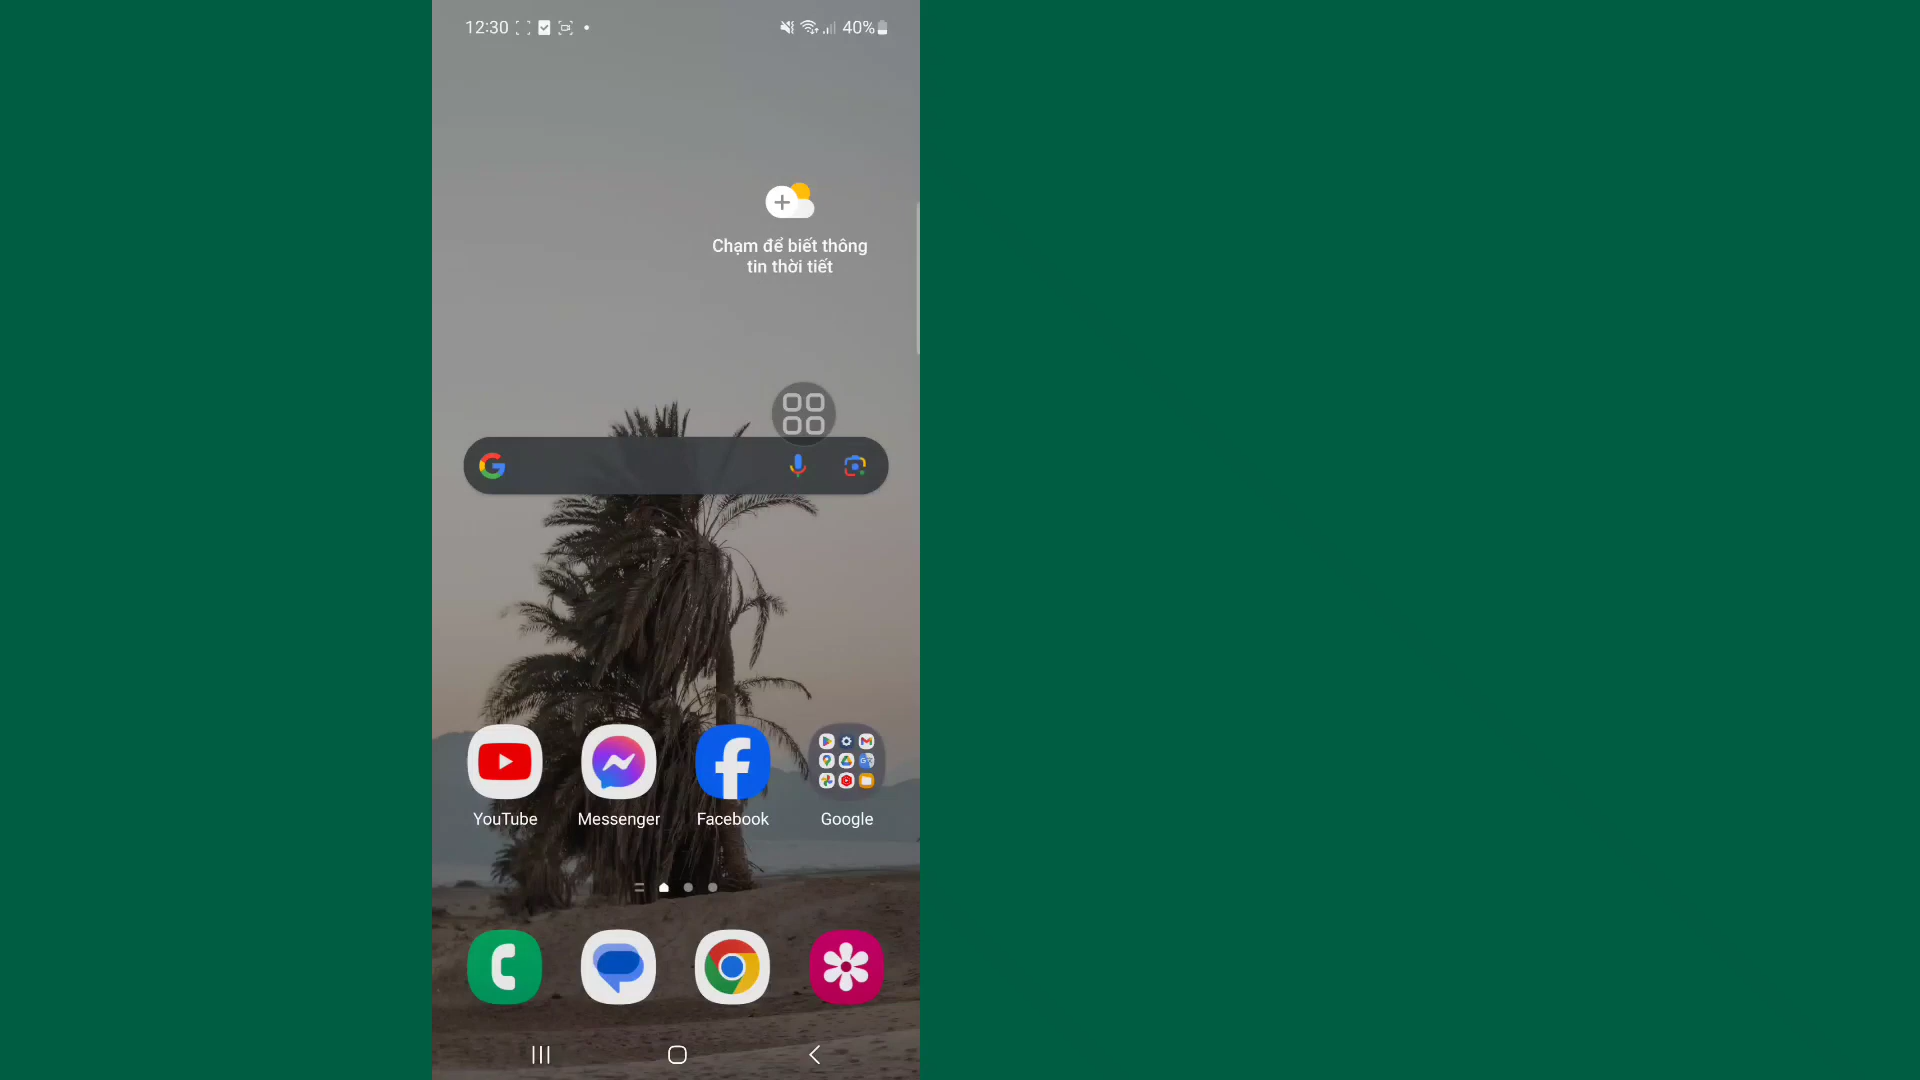 12:30
40%
Chạm để biết thông
tin thời tiết
YouTube
Messenger
Facebook
Google